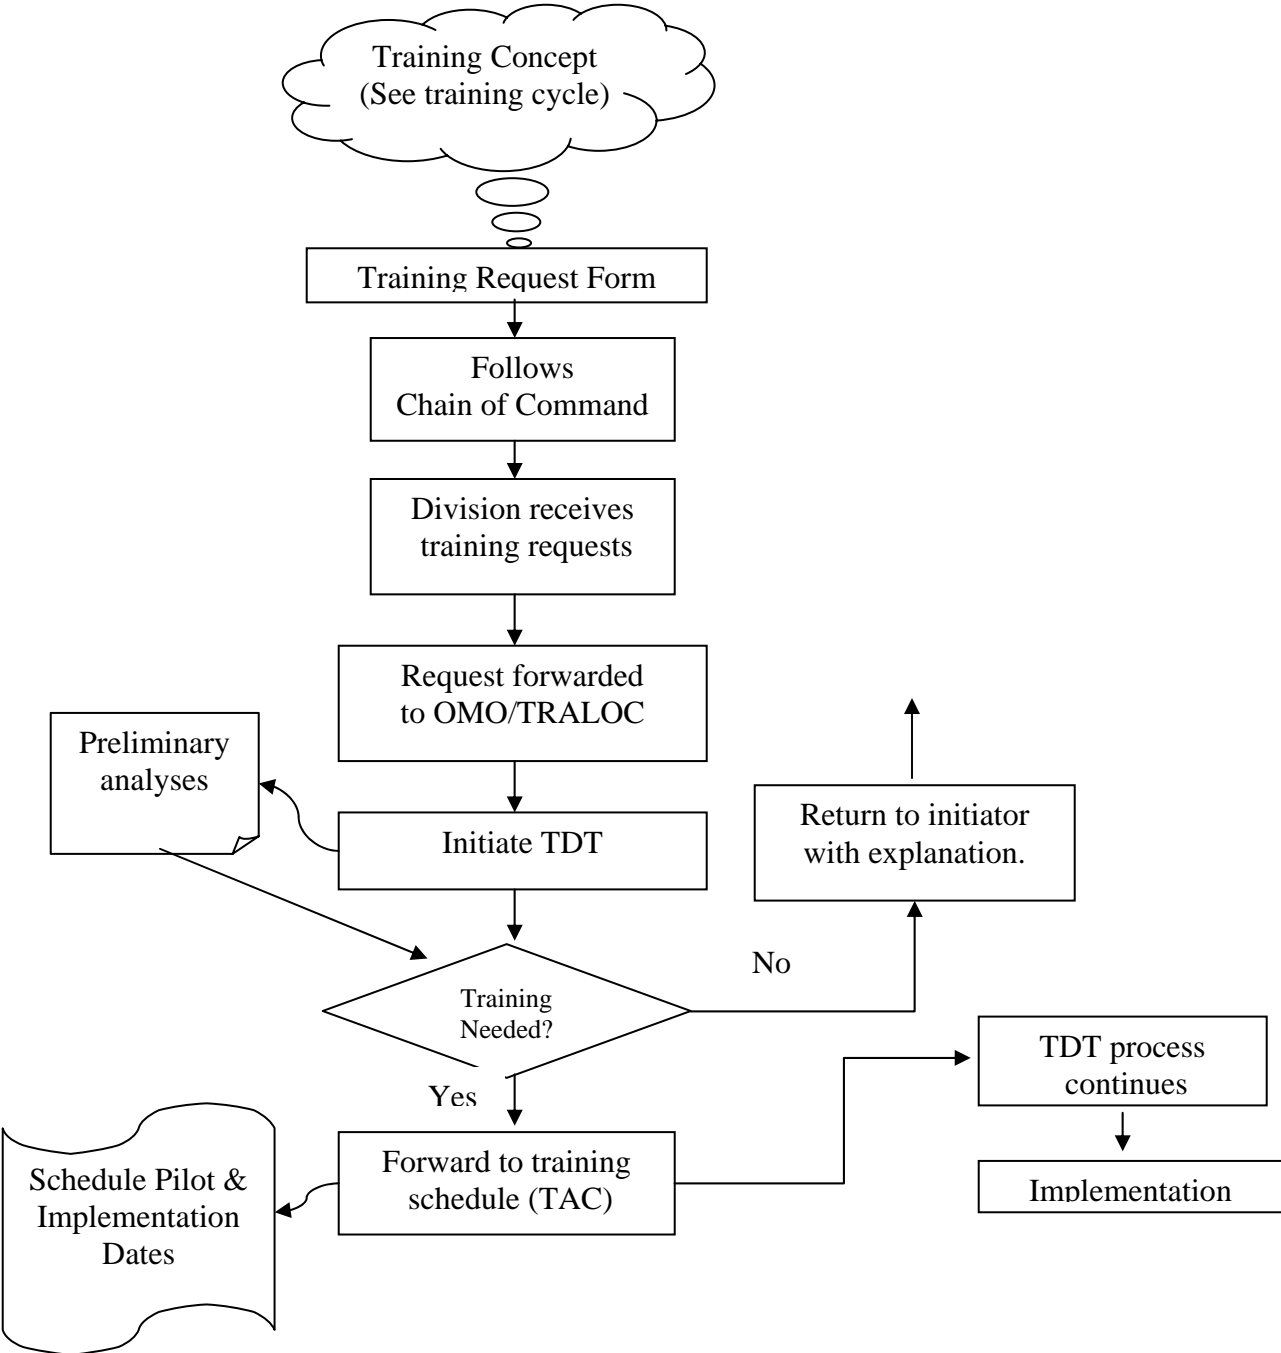 Training Concept
(See training cycle)
Training Request Form
Follows
Chain of Command
Division receives
training requests
Request forwarded
to OMO/TRALOC
Preliminary
analyses
Initiate TDT
Return to initiator
with explanation.
No
Training
Needed?
Yes
TDT process
continues
Forward to training
schedule (TAC)
Schedule Pilot &
Implementation
Dates
Implementation